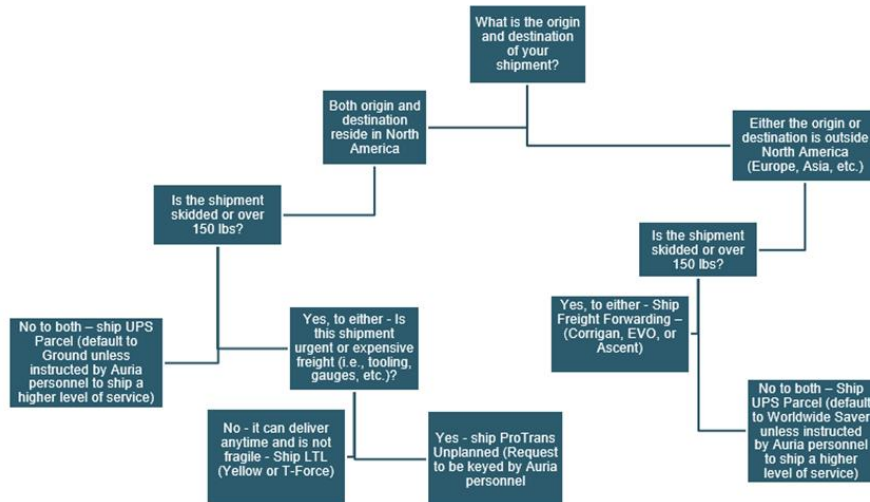 What is the origin
and destination
of your
shipment?
Both origin and
destination
reside in North
America
Either the origin or
destination is outside
North America
(Europe, Asia, etc.)
Is the shipment
skidded or over
150 lbs?
Is the shipment
skidded or over
150 lbs?
No to both – ship UPS
Parcel (default to
Ground unless
instructed by Auria
personnel to ship a
higher level of service)
Yes, to either - Is
this shipment
urgent or expensive
freight (i.e., tooling,
gauges, etc.)?
Yes, to either - Ship
Freight Forwarding –
(Corrigan, EVO, or
Ascent)
No to both – Ship
UPS Parcel (default
to Worldwide Saver
unless instructed
by Auria personnel
to ship a higher
level of service)
No - it can deliver
anytime and is not
fragile - Ship LTL
(Yellow or T-Force)
Yes - ship ProTrans
Unplanned (Request
to be keyed by Auria
personnel